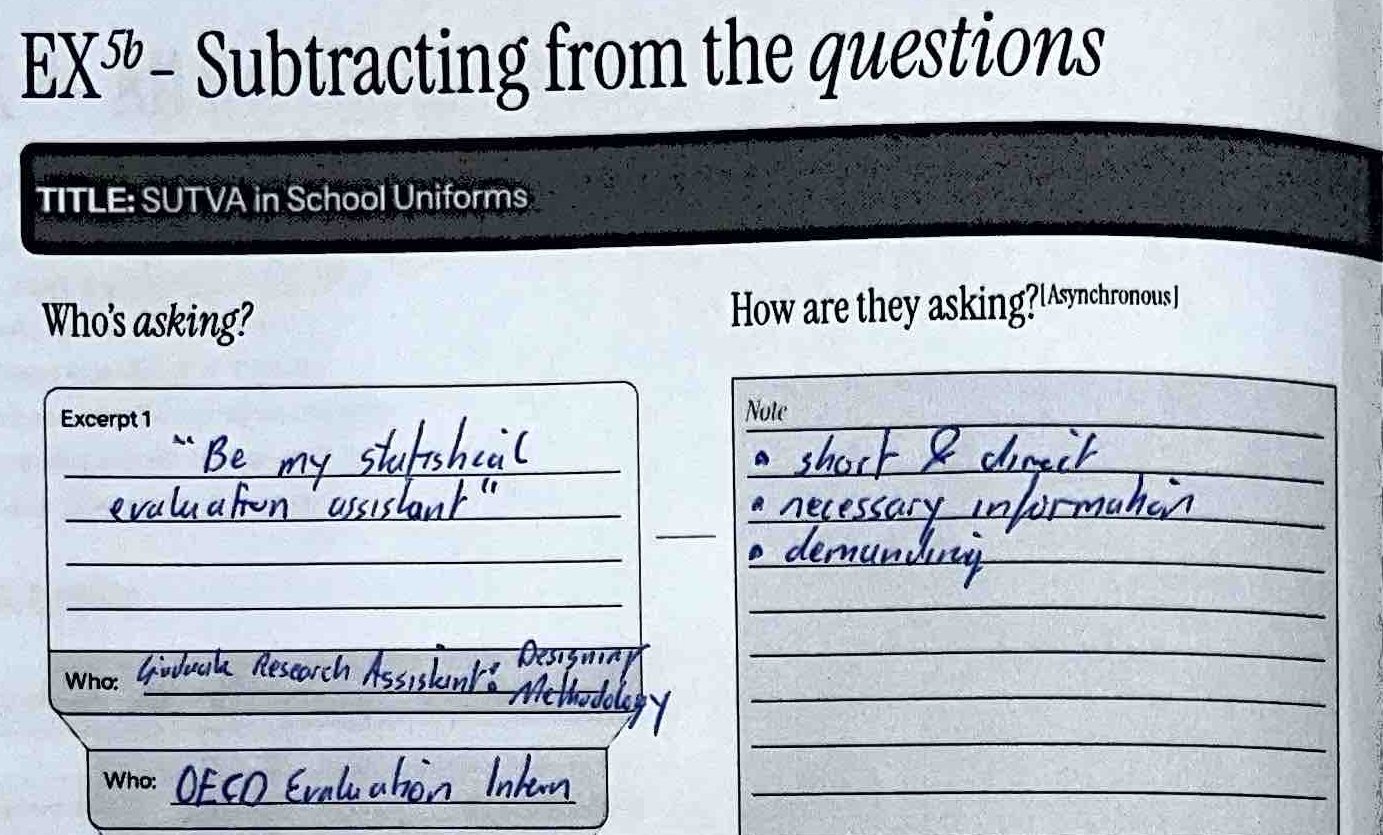 EX5b - Subtracting from the questions
TITLE: SUTVA in School Uniforms
Who's asking?
How are they asking?[Asynchronous]
Excerpt 1
"Be my statistical
evaluation assistant"
Who: Graduate Research Assistant: Designing
Methodology
Who: OECD Evaluation Intern
Note
• short & direct
• necessary information
• demanding